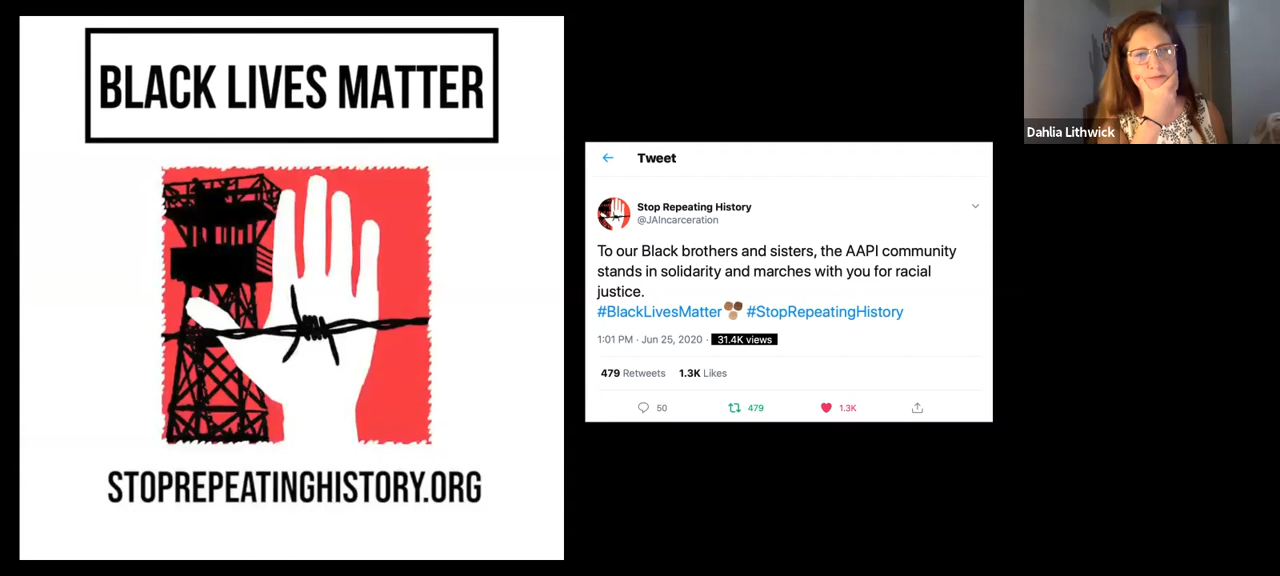 BLACK LIVES MATTER
STOPREPEATINGHISTORY.ORG
Tweet
Stop Repeating History
@JAIncarceration
To our Black brothers and sisters, the AAPI community
stands in solidarity and marches with you for racial
justice.
#BlackLivesMatter #StopRepeatingHistory
1:01 PM · Jun 25, 2020 · 31.4K views
479 Retweets 1.3K Likes
50 479 1.3K
Dahlia Lithwick